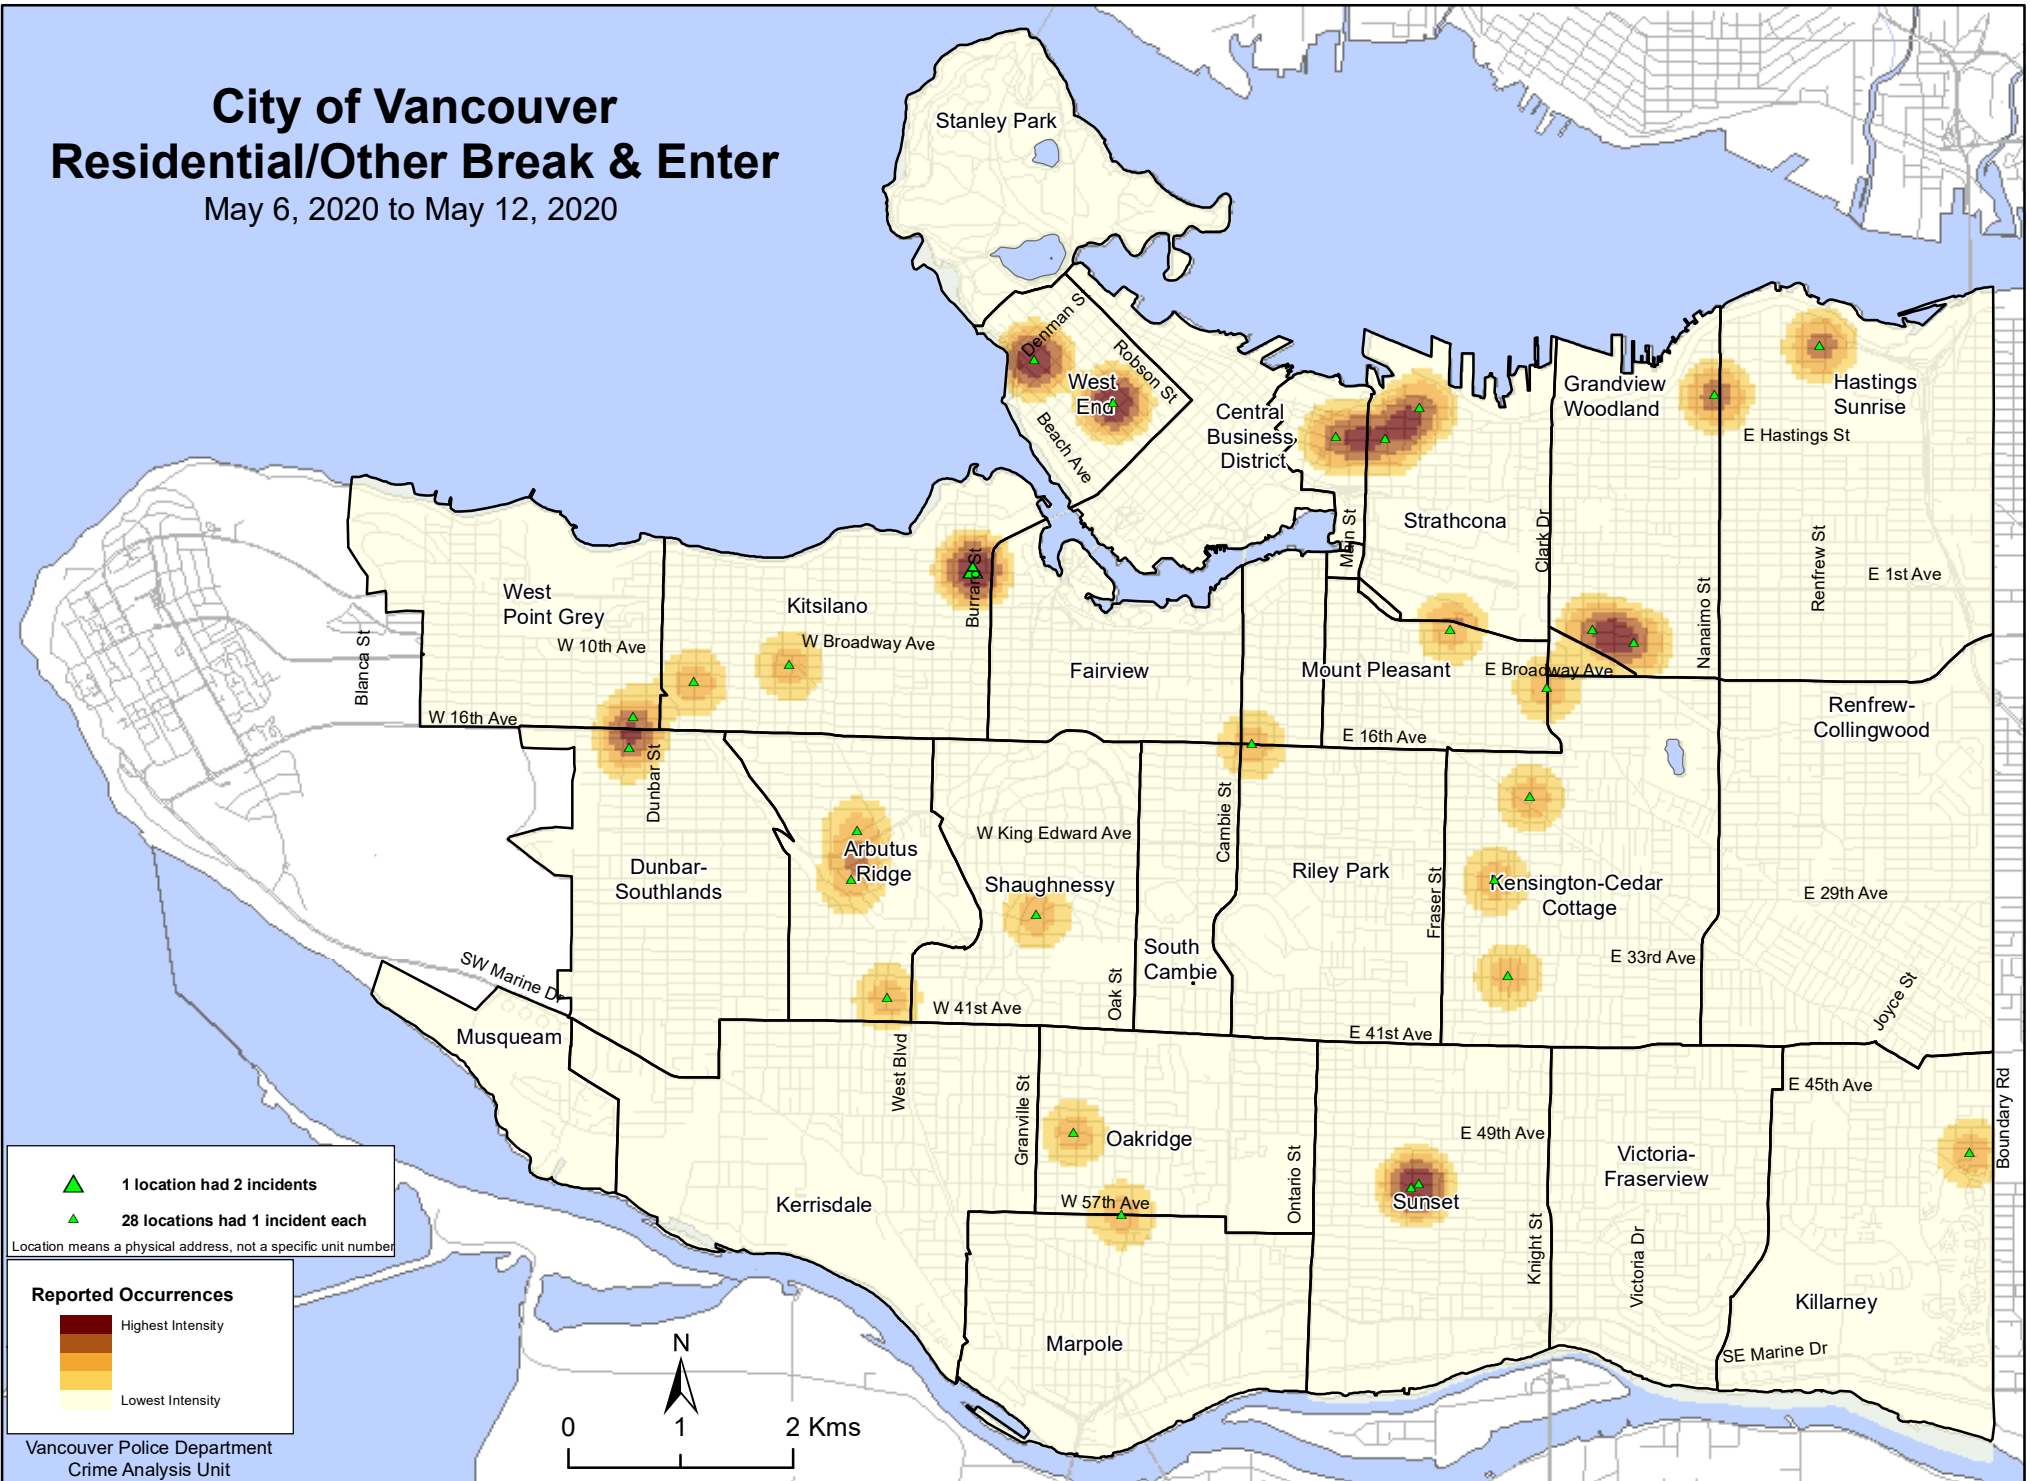 City of Vancouver
Residential/Other Break & Enter
May 6, 2020 to May 12, 2020
Stanley Park
Denman St
Robson St
West
End
Beach Ave
Central
Business
District
Grandview
Woodland
Hastings
Sunrise
E Hastings St
Main St
Strathcona
Clark Dr
Nanaimo St
Renfrew St
E 1st Ave
West
Point Grey
Kitsilano
Burrard St
W 10th Ave
W Broadway Ave
Blanca St
Fairview
Mount Pleasant
E Broadway Ave
W 16th Ave
E 16th Ave
Renfrew-
Collingwood
Dunbar St
Cambie St
W King Edward Ave
Arbutus
Ridge
Dunbar-
Southlands
Shaughnessy
Riley Park
Fraser St
Kensington-Cedar
Cottage
E 29th Ave
South
Cambie
E 33rd Ave
SW Marine Dr
Oak St
W 41st Ave
E 41st Ave
Joyce St
Musqueam
West Blvd
Granville St
E 45th Ave
Boundary Rd
Oakridge
E 49th Ave
Victoria-
Fraserview
Ontario St
Kerrisdale
W 57th Ave
Sunset
Knight St
Victoria Dr
Killarney
Marpole
SE Marine Dr
1 location had 2 incidents
28 locations had 1 incident each
Location means a physical address, not a specific unit number
Reported Occurrences
Highest Intensity
Lowest Intensity
N
0 1 2 Kms
Vancouver Police Department
Crime Analysis Unit